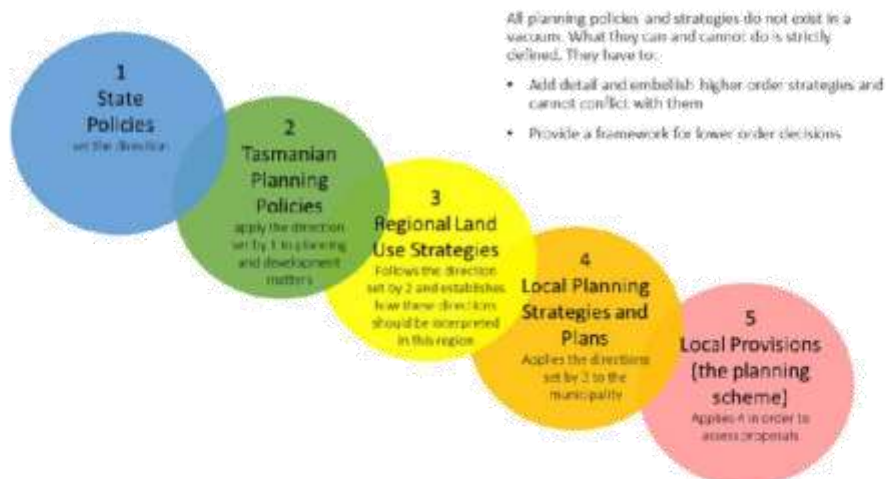 All planning policies and strategies do not exist in a
vacuum. What they can and cannot do is strictly
defined. They have to:
• Add detail and embellish higher order strategies and
cannot conflict with them
• Provide a framework for lower order decisions
1
State
Policies
set the direction
2
Tasmanian
Planning
Policies
apply the direction
set by 1 to planning
and development
matters
3
Regional Land
Use Strategies
Follows the direction
set by 2 and establishes
how these directions
should be interpreted
in this region
4
Local Planning
Strategies and
Plans
Applies the directions
set by 3 to the
municipality
5
Local Provisions
(the planning
scheme)
Applies 4 in order to
assess proposals